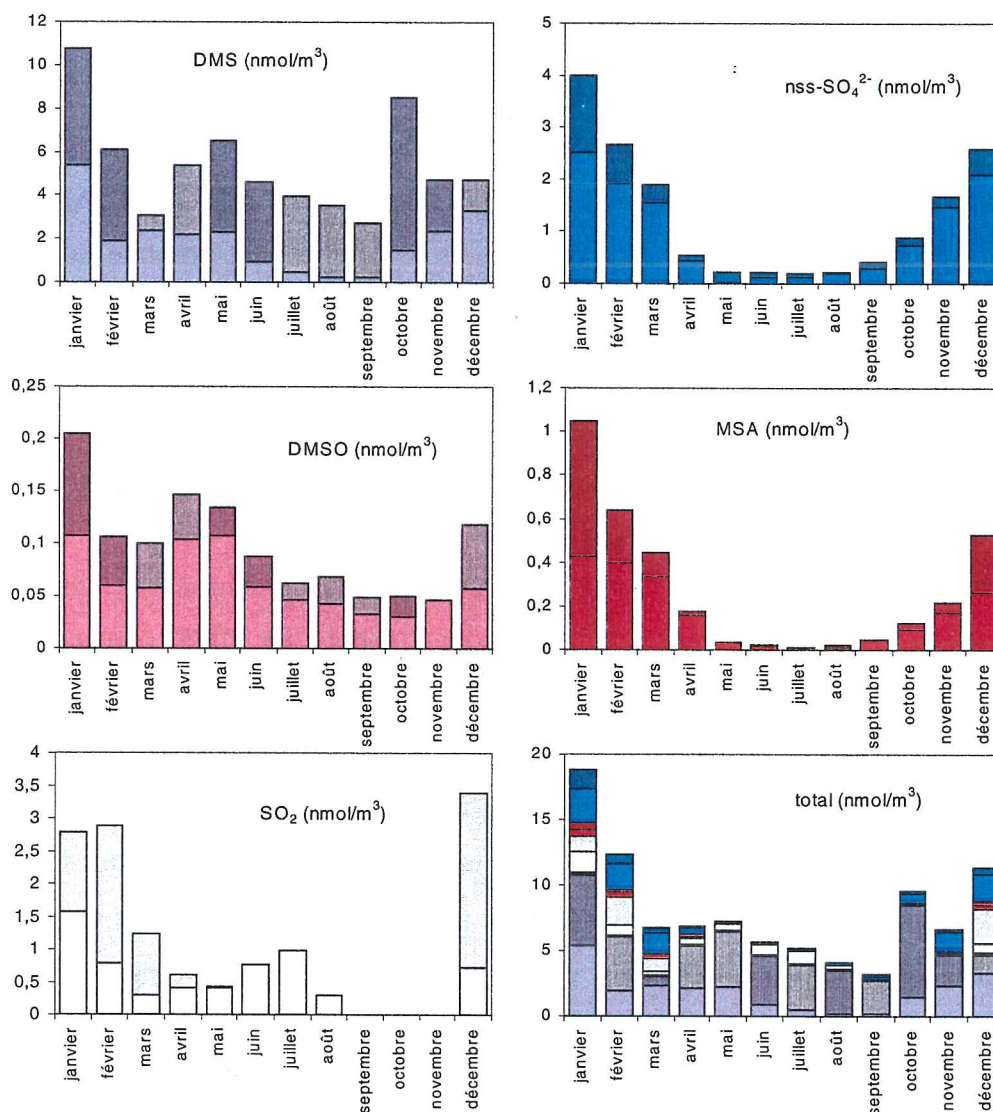 DMS (nmol/m³)
12
10
8
6
4
2
0
janvier
février
mars
avril
mai
juin
juillet
août
septembre
octobre
novembre
décembre
nss-SO₄²⁻ (nmol/m³)
5
4
3
2
1
0
janvier
février
mars
avril
mai
juin
juillet
août
septembre
octobre
novembre
décembre
DMSO (nmol/m³)
0,25
0,2
0,15
0,1
0,05
0
janvier
février
mars
avril
mai
juin
juillet
août
septembre
octobre
novembre
décembre
MSA (nmol/m³)
1,2
1
0,8
0,6
0,4
0,2
0
janvier
février
mars
avril
mai
juin
juillet
août
septembre
octobre
novembre
décembre
SO₂ (nmol/m³)
4
3,5
3
2,5
2
1,5
1
0,5
0
janvier
février
mars
avril
mai
juin
juillet
août
septembre
octobre
novembre
décembre
total (nmol/m³)
20
15
10
5
0
janvier
février
mars
avril
mai
juin
juillet
août
septembre
octobre
novembre
décembre